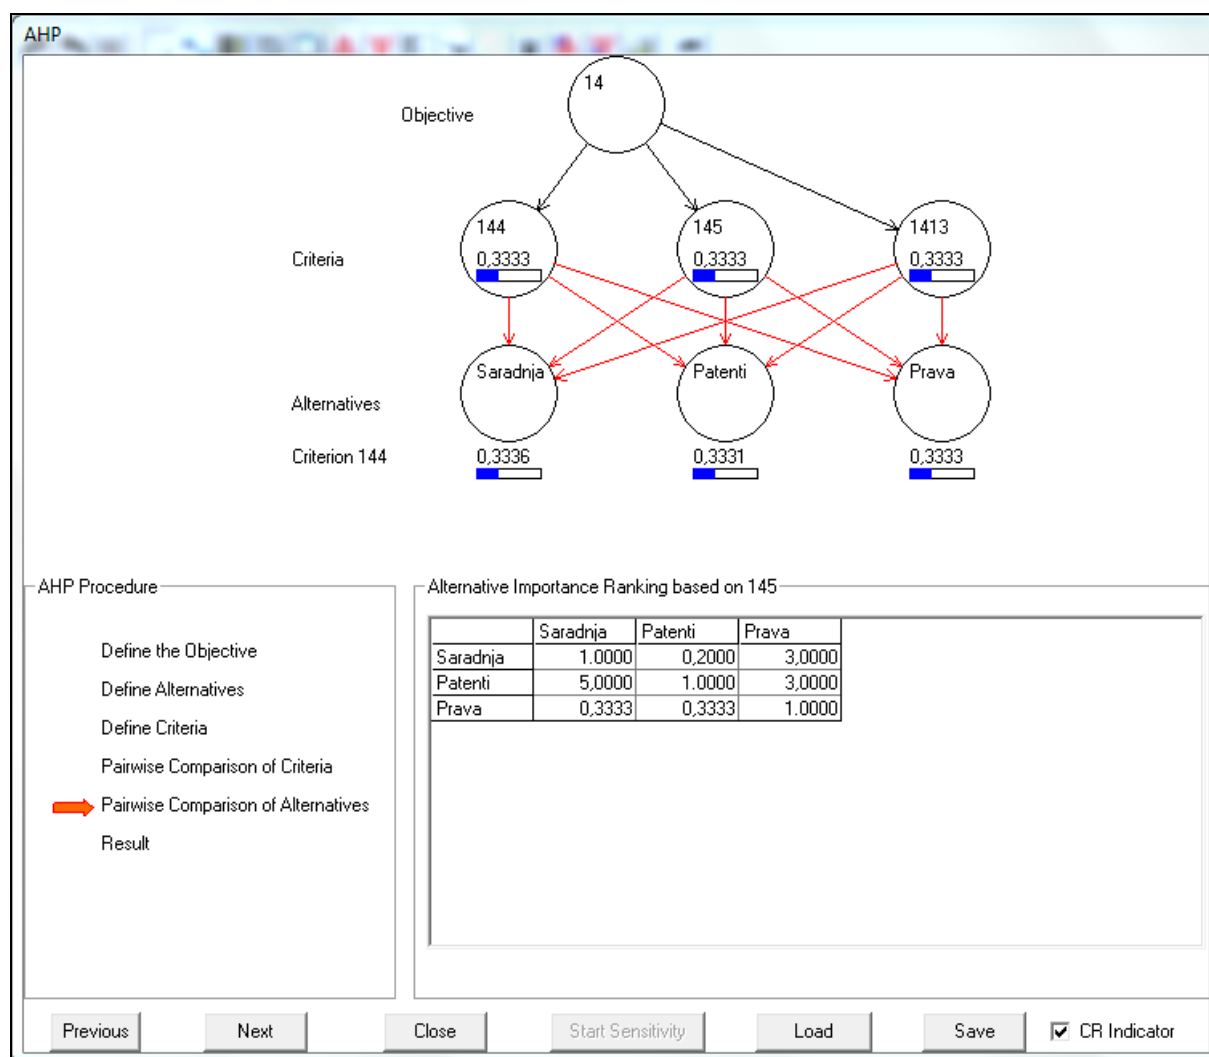 AHP
14
Objective
144 145 1413
Criteria 0,3333 0,3333 0,3333
Saradnja Patenti Prava
Alternatives
Criterion 144 0,3336 0,3331 0,3333
AHP Procedure
Define the Objective
Define Alternatives
Define Criteria
Pairwise Comparison of Criteria
Pairwise Comparison of Alternatives
Result
Alternative Importance Ranking based on 145
Saradnja Patenti Prava
Saradnja 1.0000 0,2000 3,0000
Patenti 5,0000 1.0000 3,0000
Prava 0,3333 0,3333 1.0000
Previous Next Close Start Sensitivity Load Save CR Indicator